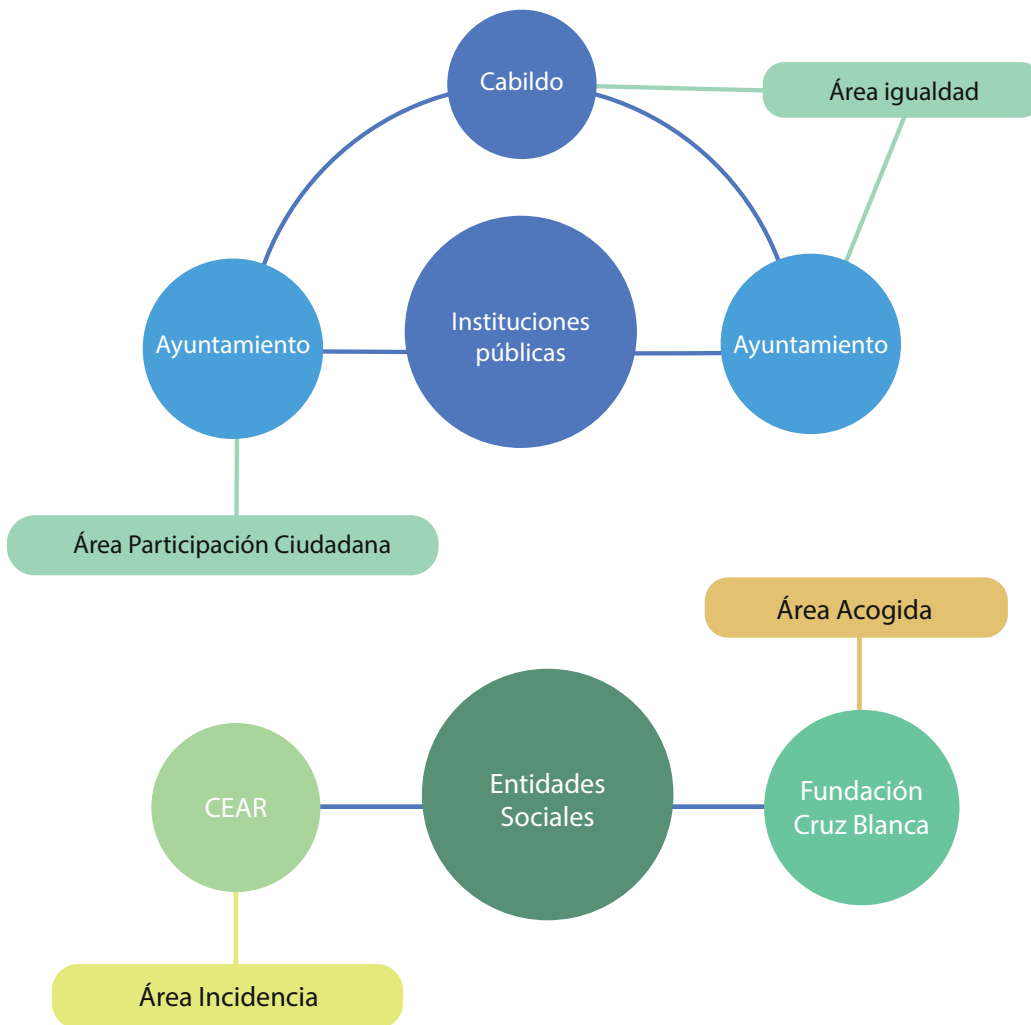 Cabildo
Área igualdad
Ayuntamiento
Instituciones
públicas
Ayuntamiento
Área Participación Ciudadana
Área Acogida
CEAR
Entidades
Sociales
Fundación
Cruz Blanca
Área Incidencia